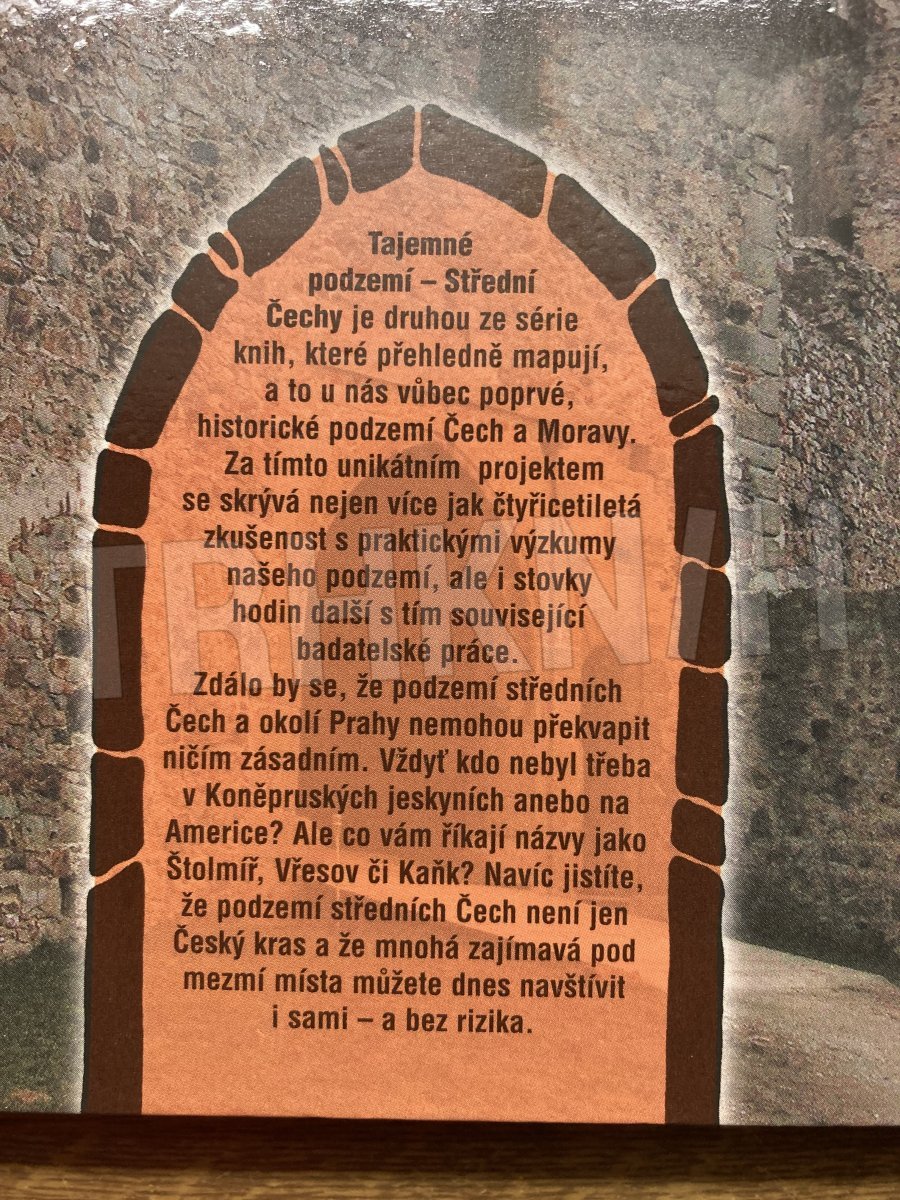 Tajemné
podzemí – Střední
Čechy je druhou ze série
knih, které přehledně mapují,
a to u nás vůbec poprvé,
historické podzemí Čech a Moravy.
Za tímto unikátním projektem
se skrývá nejen více jak čtyřicetiletá
zkušenost s praktickými výzkumy
našeho podzemí, ale i stovky
hodin další s tím související
badatelské práce.
Zdálo by se, že podzemí středních
Čech a okolí Prahy nemohou překvapit
ničím zásadním. Vždyť kdo nebyl třeba
v Koněpruských jeskyních anebo na
Americe? Ale co vám říkají názvy jako
Štolmíř, Vřesov či Kaňk? Navíc jistíte,
že podzemí středních Čech není jen
Český kras a že mnohá zajímavá pod
mezmí místa můžete dnes navštívit
i sami – a bez rizika.